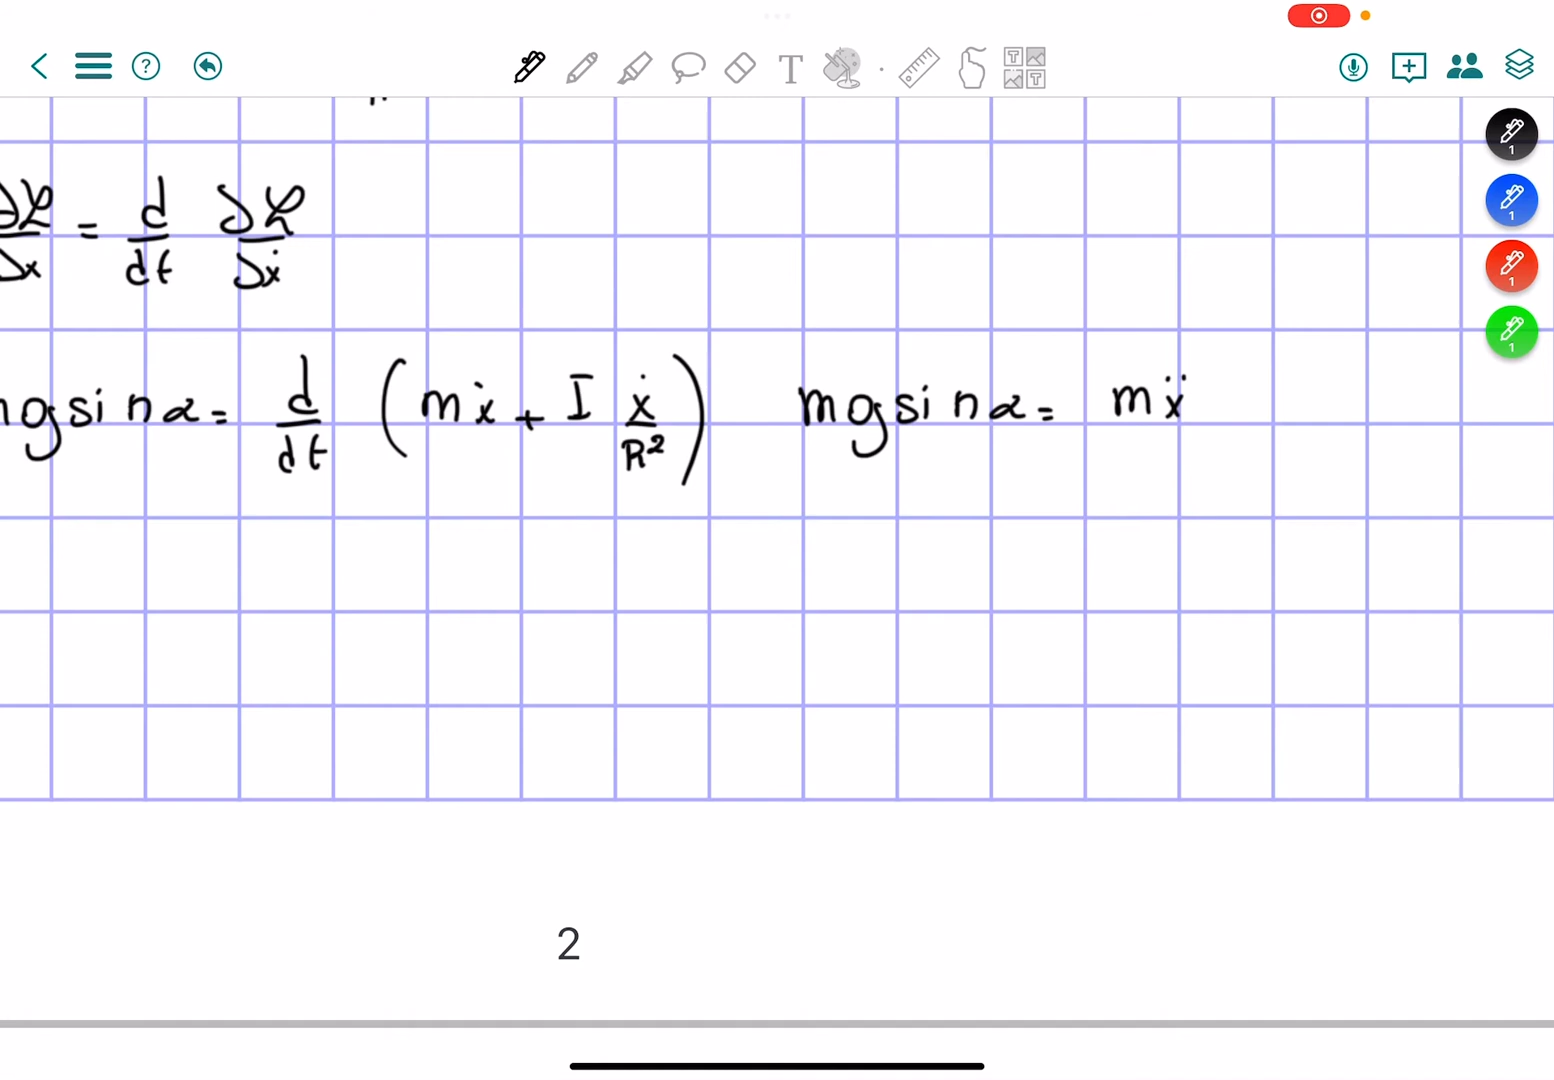 ∂ℒ/∂x = d/dt ∂ℒ/∂ẋ
mg sin α = d/dt (mẋ + I ẋ/R²)   mg sin α = mẍ
2